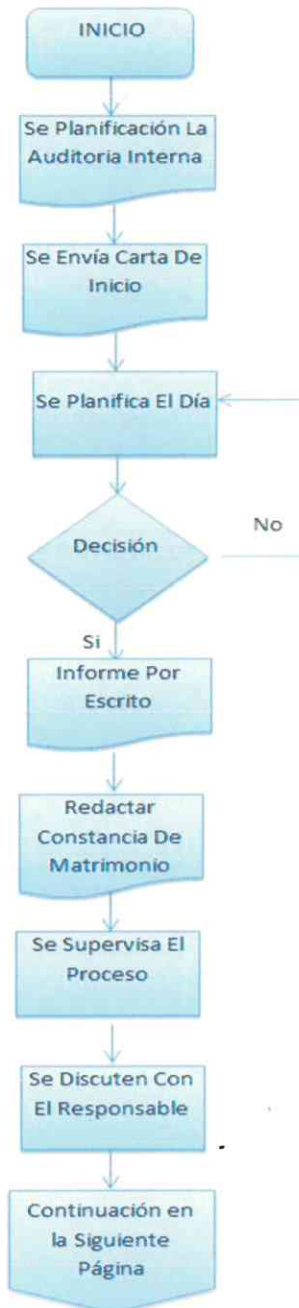 INICIO
Se Planificación La
Auditoria Interna
Se Envía Carta De
Inicio
Se Planifica El Día
Decisión
No
Si
Informe Por
Escrito
Redactar
Constancia De
Matrimonio
Se Supervisa El
Proceso
Se Discuten Con
El Responsable
Continuación en
la Siguiente
Página